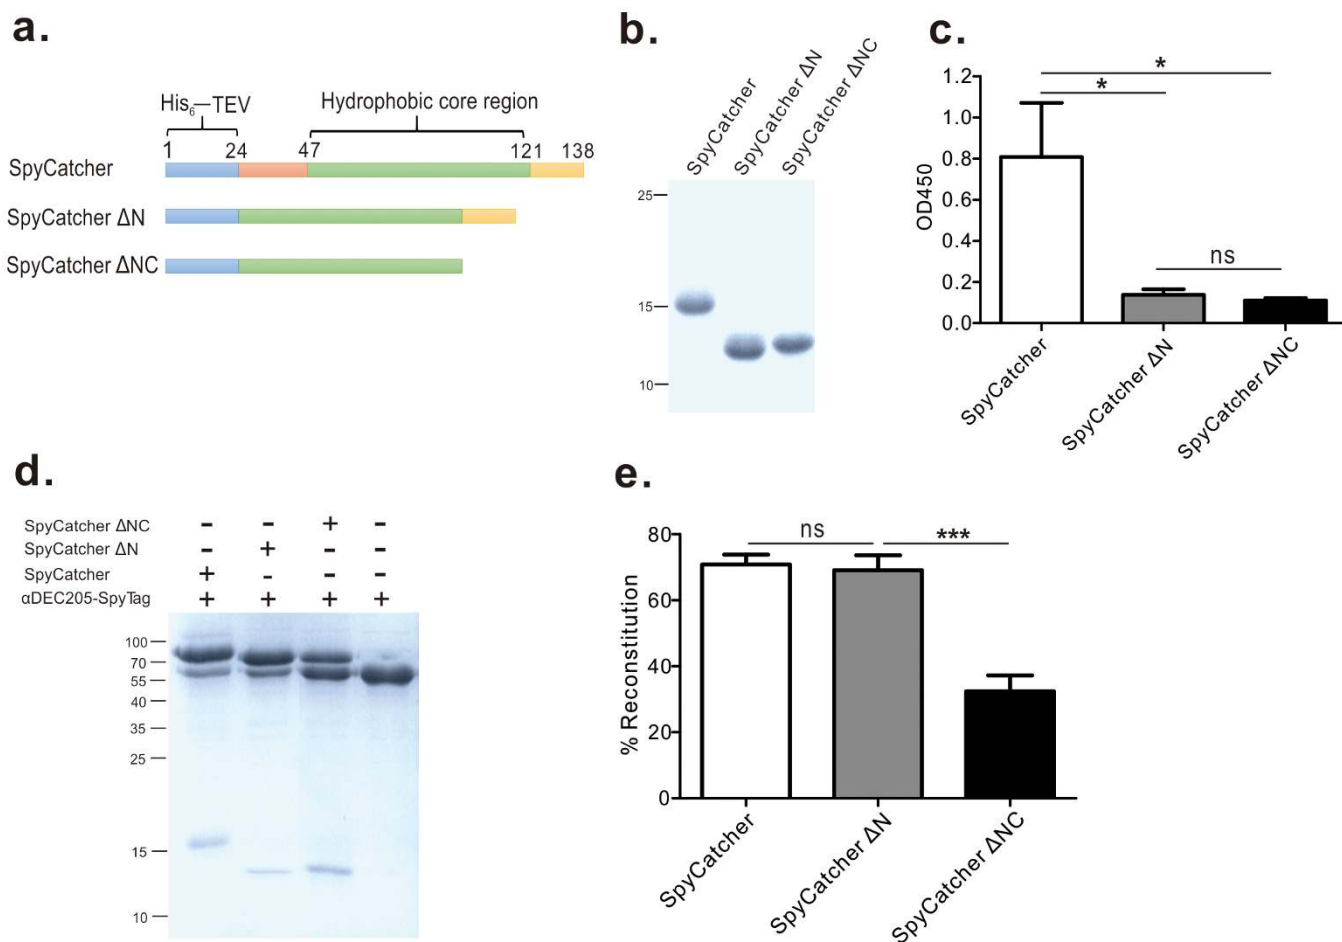 a.
His6—TEV
Hydrophobic core region
1 24 47 121 138
SpyCatcher
SpyCatcher ΔN
SpyCatcher ΔNC
b.
SpyCatcher
SpyCatcher ΔN
SpyCatcher ΔNC
25
15
10
c.
*
*
ns
OD450
1.2
1.0
0.8
0.6
0.4
0.2
0.0
SpyCatcher
SpyCatcher ΔN
SpyCatcher ΔNC
d.
SpyCatcher ΔNC - - + -
SpyCatcher ΔN - + - -
SpyCatcher + - - -
αDEC205-SpyTag + + + +
100
70
55
40
35
25
15
10
e.
ns
***
% Reconstitution
80
60
40
20
0
SpyCatcher
SpyCatcher ΔN
SpyCatcher ΔNC